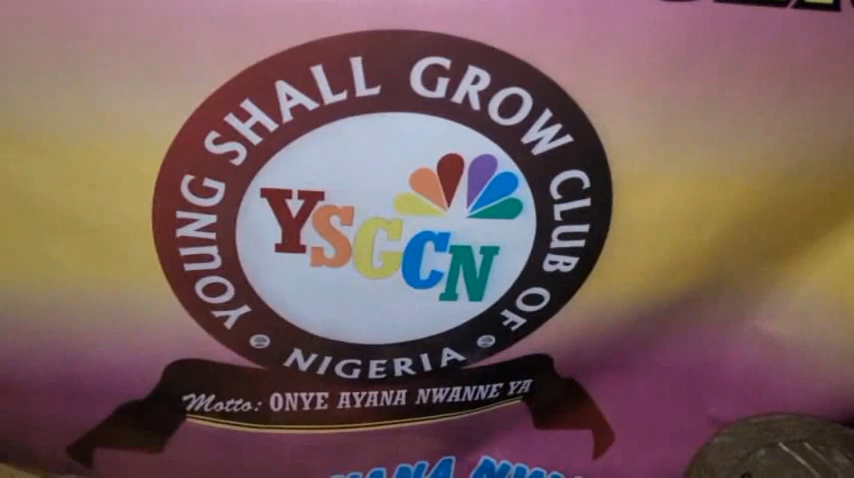 YOUNG SHALL GROW CLUB OF
NIGERIA
YSGCN
Motto: ONYE AYANA NWANNE YA